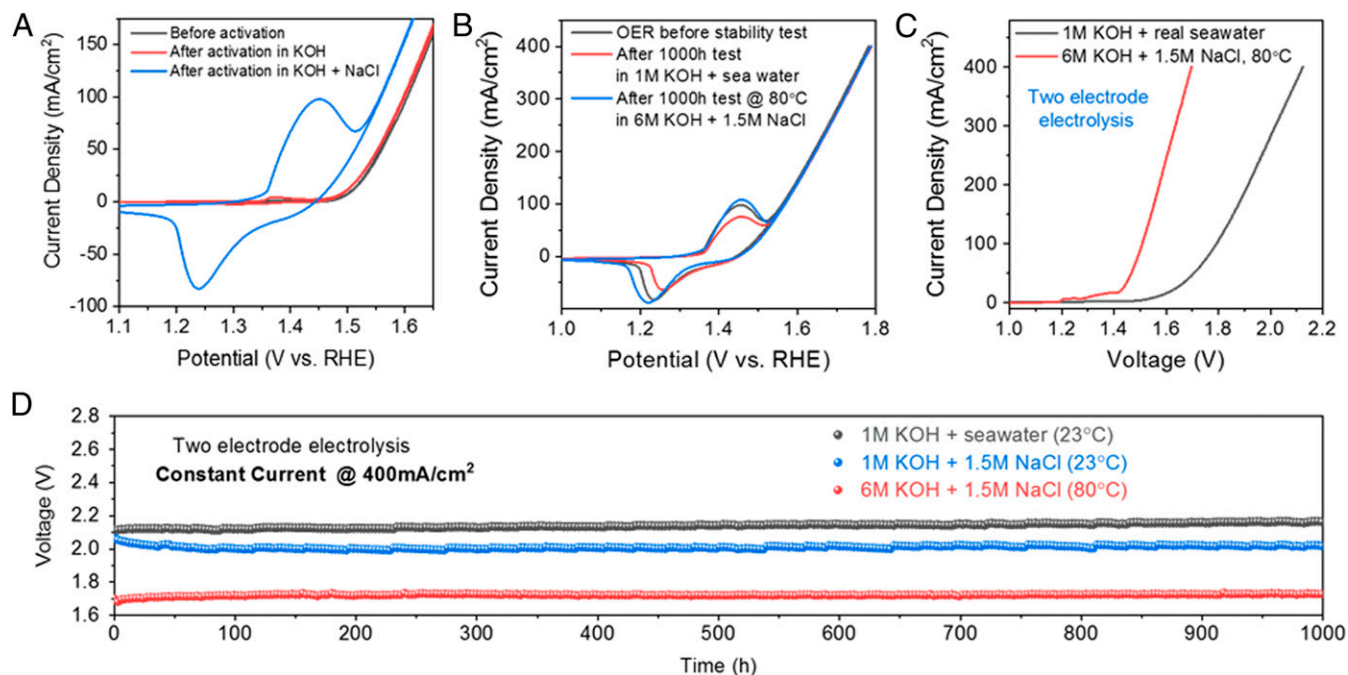 A
Before activation
After activation in KOH
After activation in KOH + NaCl
150
100
50
0
-50
-100
1.1 1.2 1.3 1.4 1.5 1.6
Current Density (mA/cm²)
Potential (V vs. RHE)
B
OER before stability test
After 1000h test
in 1M KOH + sea water
After 1000h test @ 80°C
in 6M KOH + 1.5M NaCl
400
300
200
100
0
1.0 1.2 1.4 1.6 1.8
Current Density (mA/cm²)
Potential (V vs. RHE)
C
1M KOH + real seawater
6M KOH + 1.5M NaCl, 80°C
Two electrode
electrolysis
400
300
200
100
0
1.0 1.2 1.4 1.6 1.8 2.0 2.2
Current Density (mA/cm²)
Voltage (V)
D
Two electrode electrolysis
Constant Current @ 400mA/cm²
1M KOH + seawater (23°C)
1M KOH + 1.5M NaCl (23°C)
6M KOH + 1.5M NaCl (80°C)
2.8
2.6
2.4
2.2
2.0
1.8
1.6
0 100 200 300 400 500 600 700 800 900 1000
Voltage (V)
Time (h)